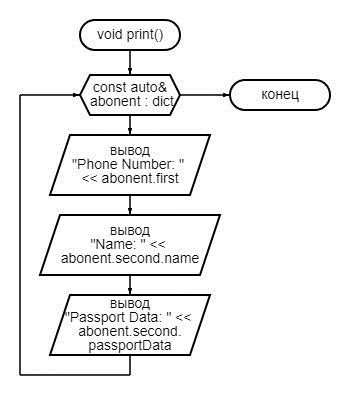 void print()
const auto&
abonent : dict
конец
вывод
"Phone Number: "
<< abonent.first
вывод
"Name: " <<
abonent.second.name
вывод
"Passport Data: " <<
abonent.second.
passportData